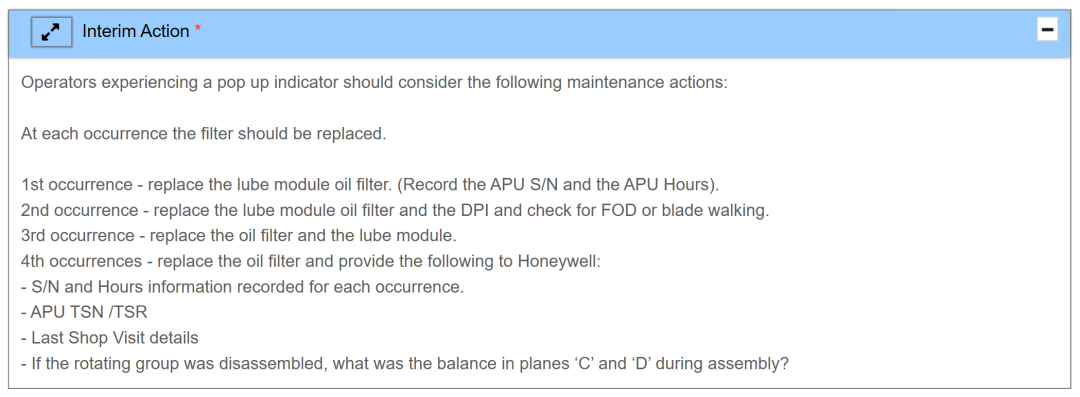 Interim Action *
Operators experiencing a pop up indicator should consider the following maintenance actions:
At each occurrence the filter should be replaced.
1st occurrence - replace the lube module oil filter. (Record the APU S/N and the APU Hours).
2nd occurrence - replace the lube module oil filter and the DPI and check for FOD or blade walking.
3rd occurrence - replace the oil filter and the lube module.
4th occurrences - replace the oil filter and provide the following to Honeywell:
- S/N and Hours information recorded for each occurrence.
- APU TSN /TSR
- Last Shop Visit details
- If the rotating group was disassembled, what was the balance in planes ‘C’ and ‘D’ during assembly?